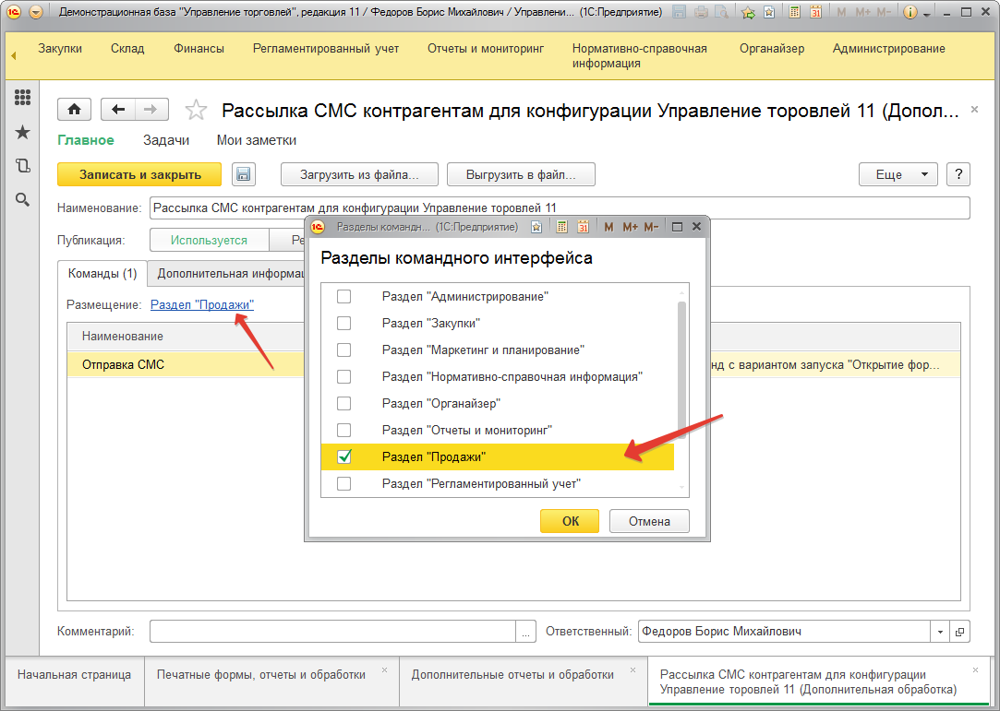 Демонстрационная база "Управление торговлей", редакция 11 / Федоров Борис Михайлович / Управлени... (1С:Предприятие)
M M+ M-
Закупки Склад Финансы Регламентированный учет Отчеты и мониторинг Нормативно-справочная информация Органайзер Администрирование
Рассылка СМС контрагентам для конфигурации Управление торовлей 11 (Допол...
Главное Задачи Мои заметки
Записать и закрыть Загрузить из файла... Выгрузить в файл... Еще ?
Наименование: Рассылка СМС контрагентам для конфигурации Управление торовлей 11
Публикация: Используется Ре
Команды (1) Дополнительная информац
Размещение: Раздел "Продажи"
Наименование
Отправка СМС нд с вариантом запуска "Открытие фор...
Разделы командн... (1С:Предприятие) 31 M M+ M-
Разделы командного интерфейса
Раздел "Администрирование"
Раздел "Закупки"
Раздел "Маркетинг и планирование"
Раздел "Нормативно-справочная информация"
Раздел "Органайзер"
Раздел "Отчеты и мониторинг"
Раздел "Продажи"
Раздел "Регламентированный учет"
ОК Отмена
Комментарий: ... Ответственный: Федоров Борис Михайлович
Начальная страница Печатные формы, отчеты и обработки Дополнительные отчеты и обработки Рассылка СМС контрагентам для конфигурации
Управление торовлей 11 (Дополнительная обработка)